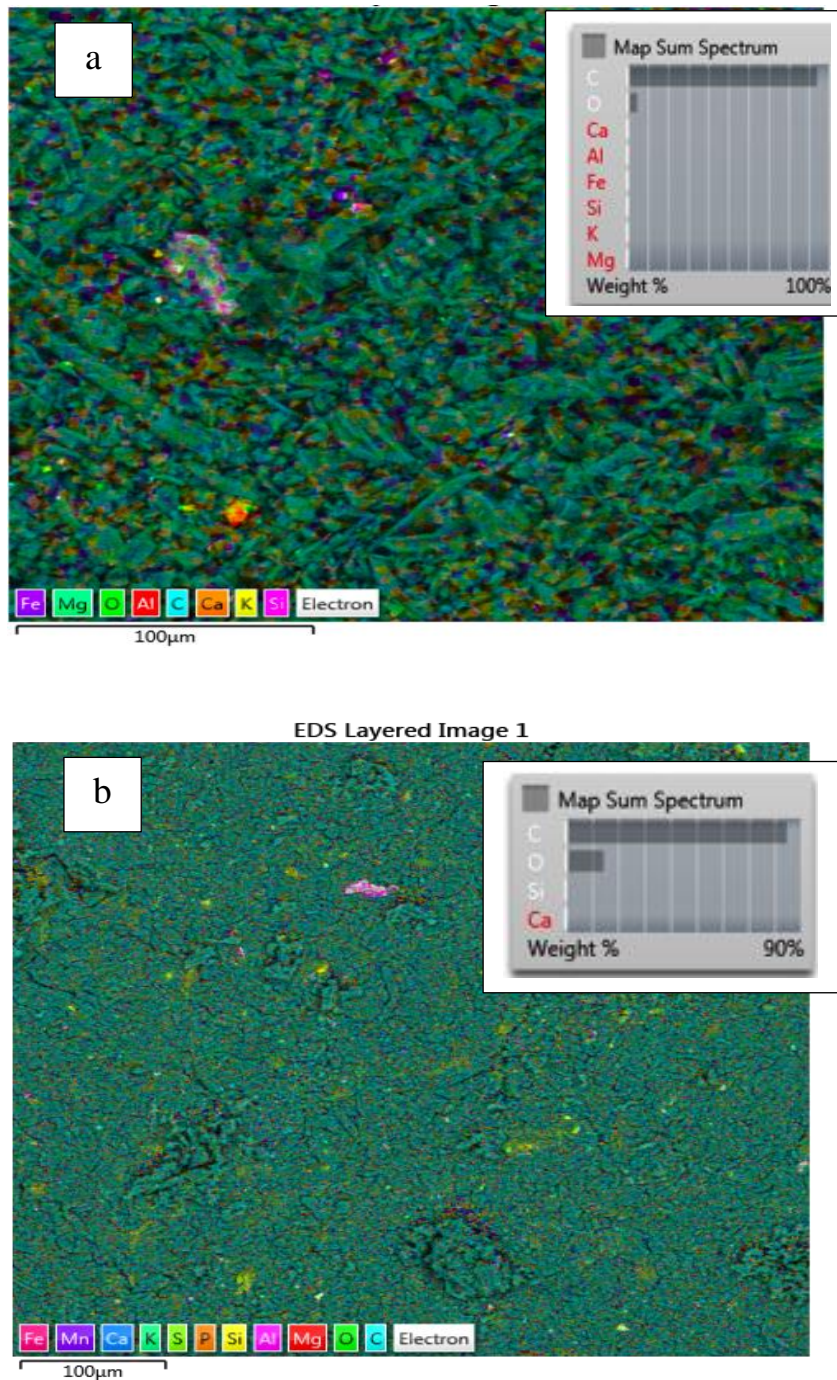 a
Map Sum Spectrum
C
O
Ca
Al
Fe
Si
K
Mg
Weight % 100%
Fe Mg O Al C Ca K Si Electron
100μm
EDS Layered Image 1
b
Map Sum Spectrum
C
O
Si
Ca
Weight % 90%
Fe Mn Ca K S P Si Al Mg O C Electron
100μm